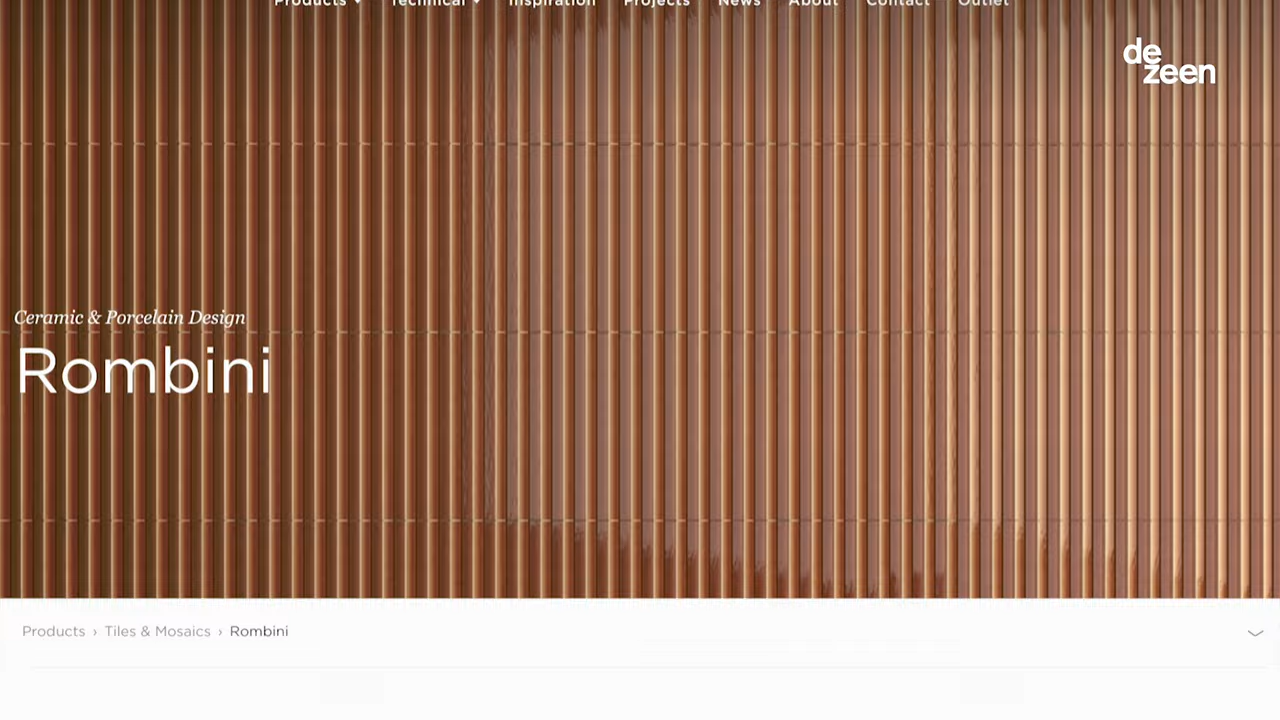 Products Technical Inspiration Projects News About Contact Outlet
de
zeen
Ceramic & Porcelain Design
Rombini
Products › Tiles & Mosaics › Rombini